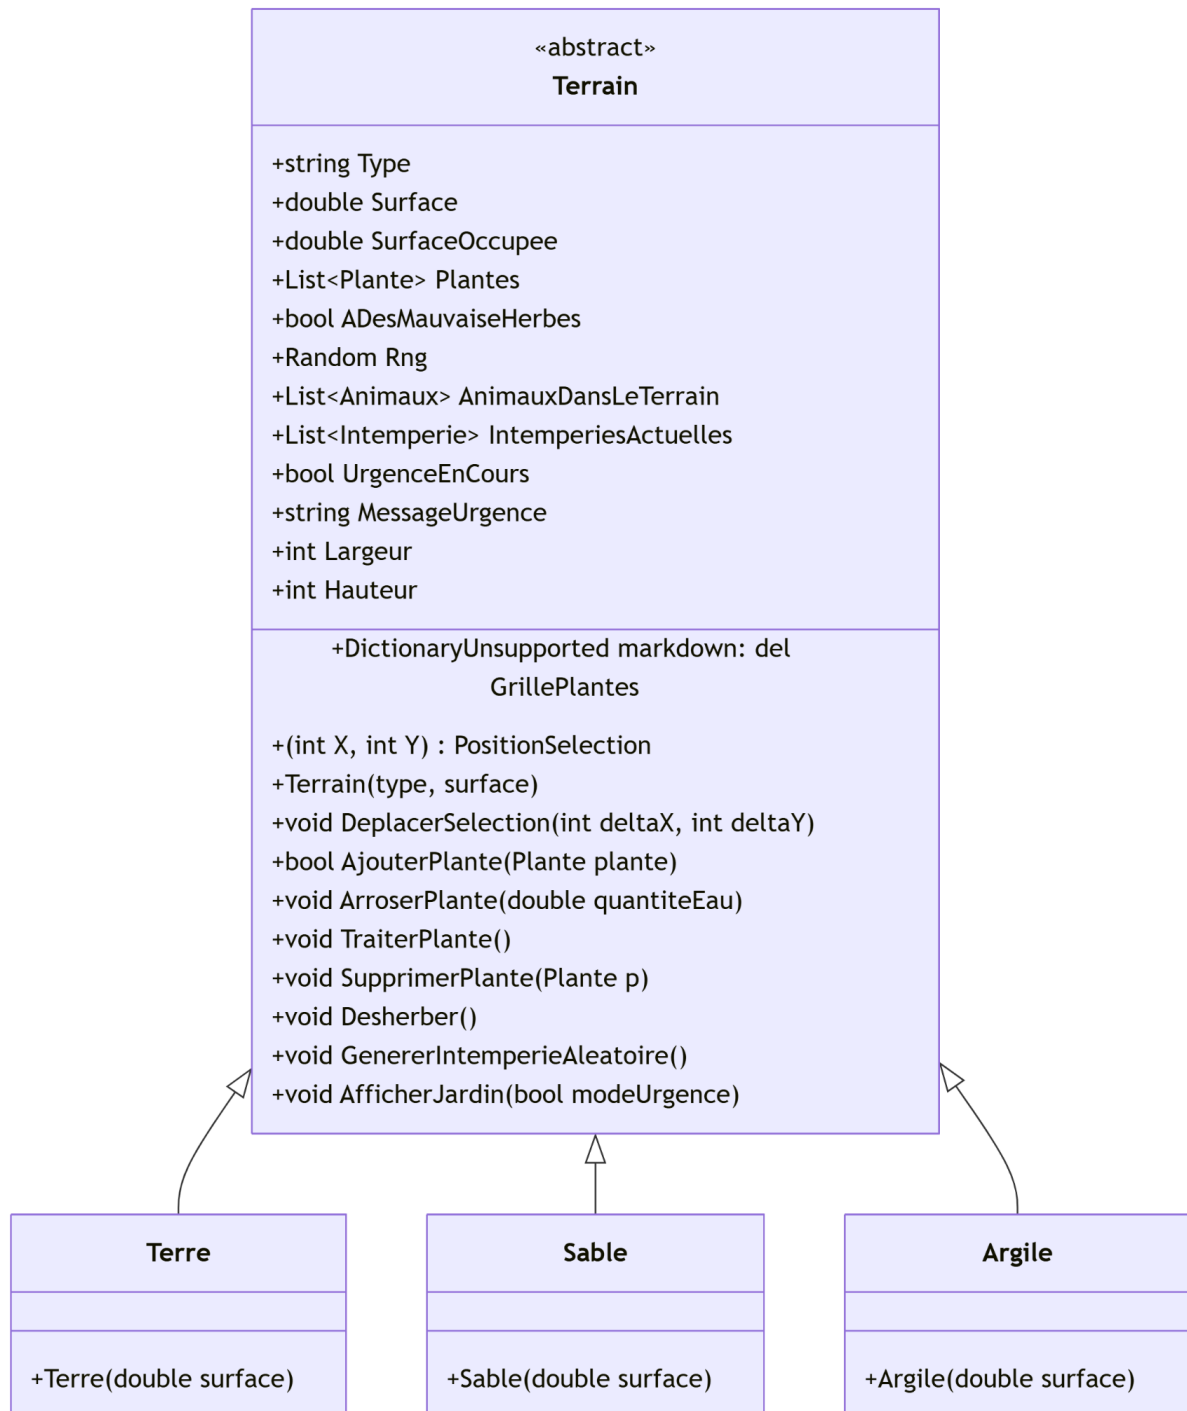 «abstract»
Terrain
+string Type
+double Surface
+double SurfaceOccupee
+List<Plante> Plantes
+bool ADesMauvaiseHerbes
+Random Rng
+List<Animaux> AnimauxDansLeTerrain
+List<Intemperie> IntemperiesActuelles
+bool UrgenceEnCours
+string MessageUrgence
+int Largeur
+int Hauteur
+DictionaryUnsupported markdown: del
GrillePlantes
+(int X, int Y) : PositionSelection
+Terrain(type, surface)
+void DeplacerSelection(int deltaX, int deltaY)
+bool AjouterPlante(Plante plante)
+void ArroserPlante(double quantiteEau)
+void TraiterPlante()
+void SupprimerPlante(Plante p)
+void Desherber()
+void GenererIntemperieAleatoire()
+void AfficherJardin(bool modeUrgence)
Terre
+Terre(double surface)
Sable
+Sable(double surface)
Argile
+Argile(double surface)